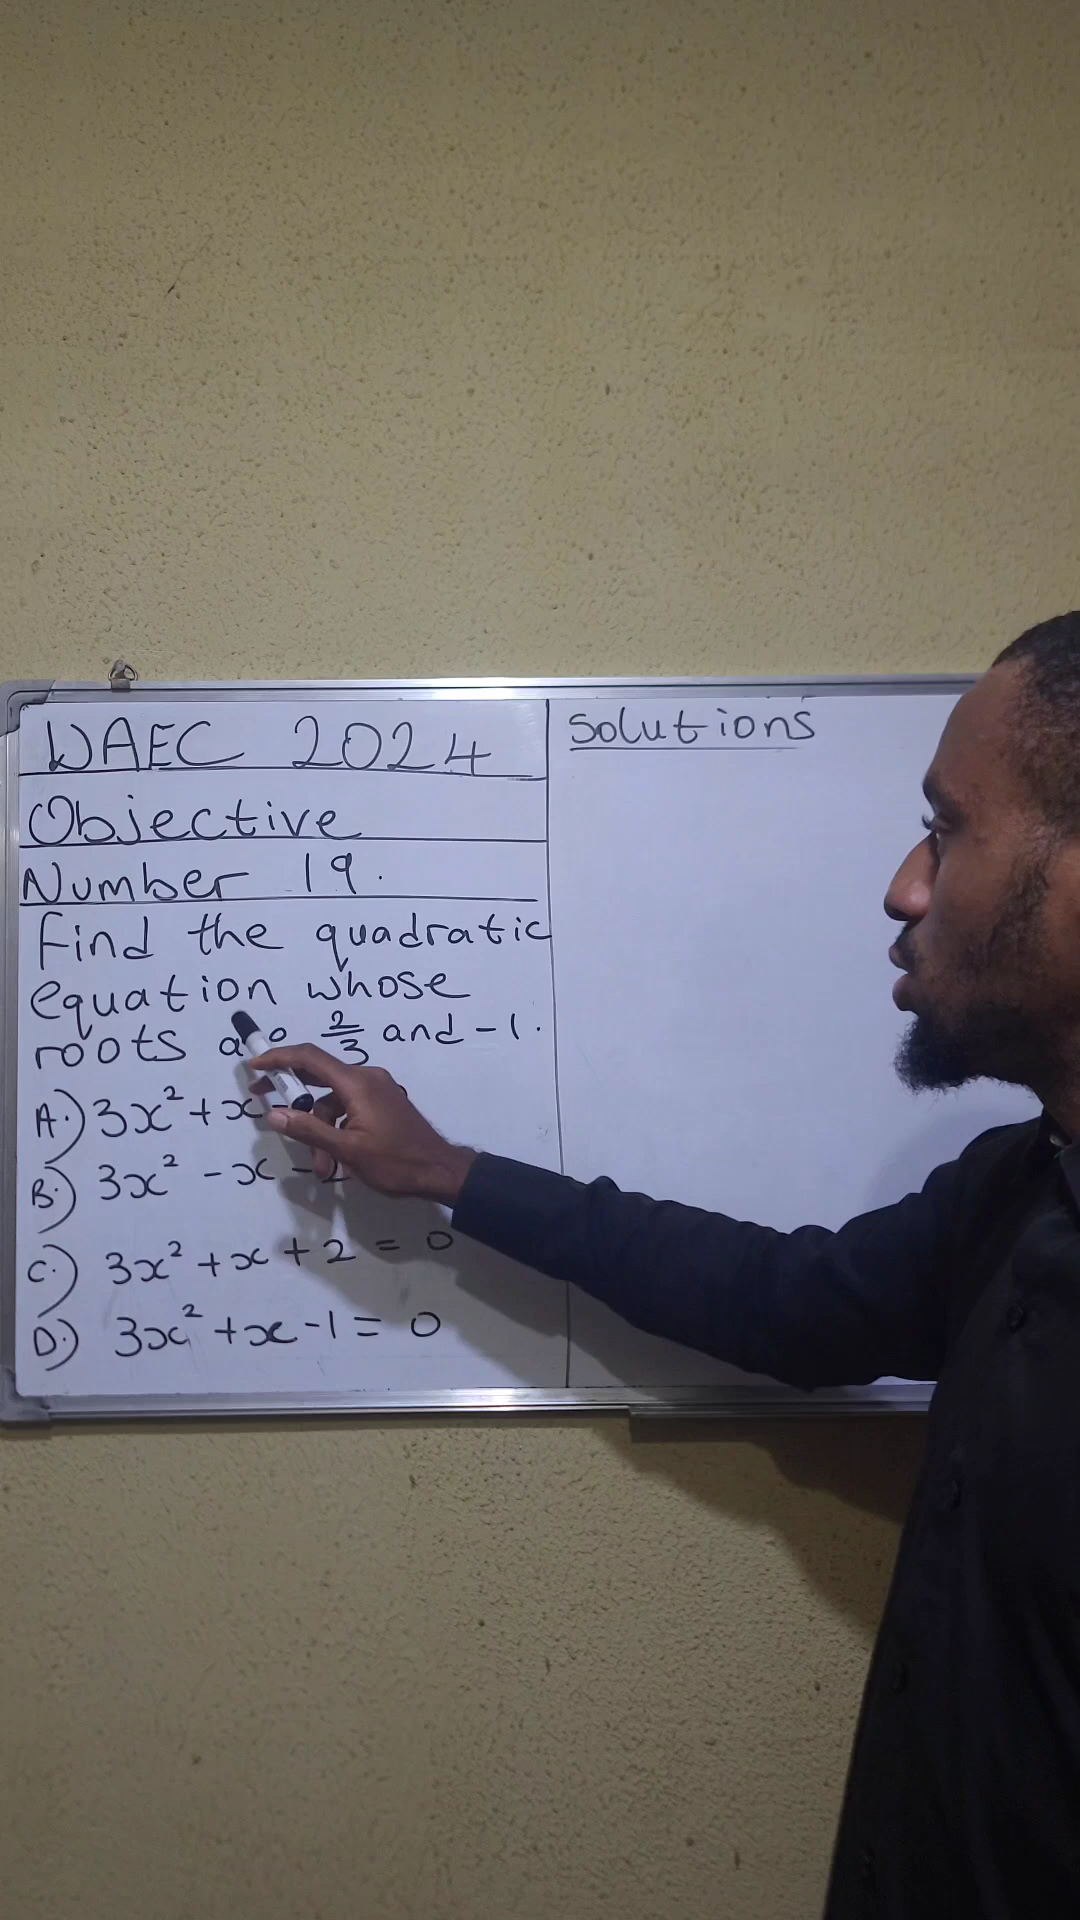 WAEC 2024
Objective
Number 19.
Find the quadratic
equation whose
roots 2/3 and -1.
A.) 3x² + x -
B.) 3x² - x - 2
C.) 3x² + x + 2 = 0
D.) 3x² + x - 1 = 0
Solutions